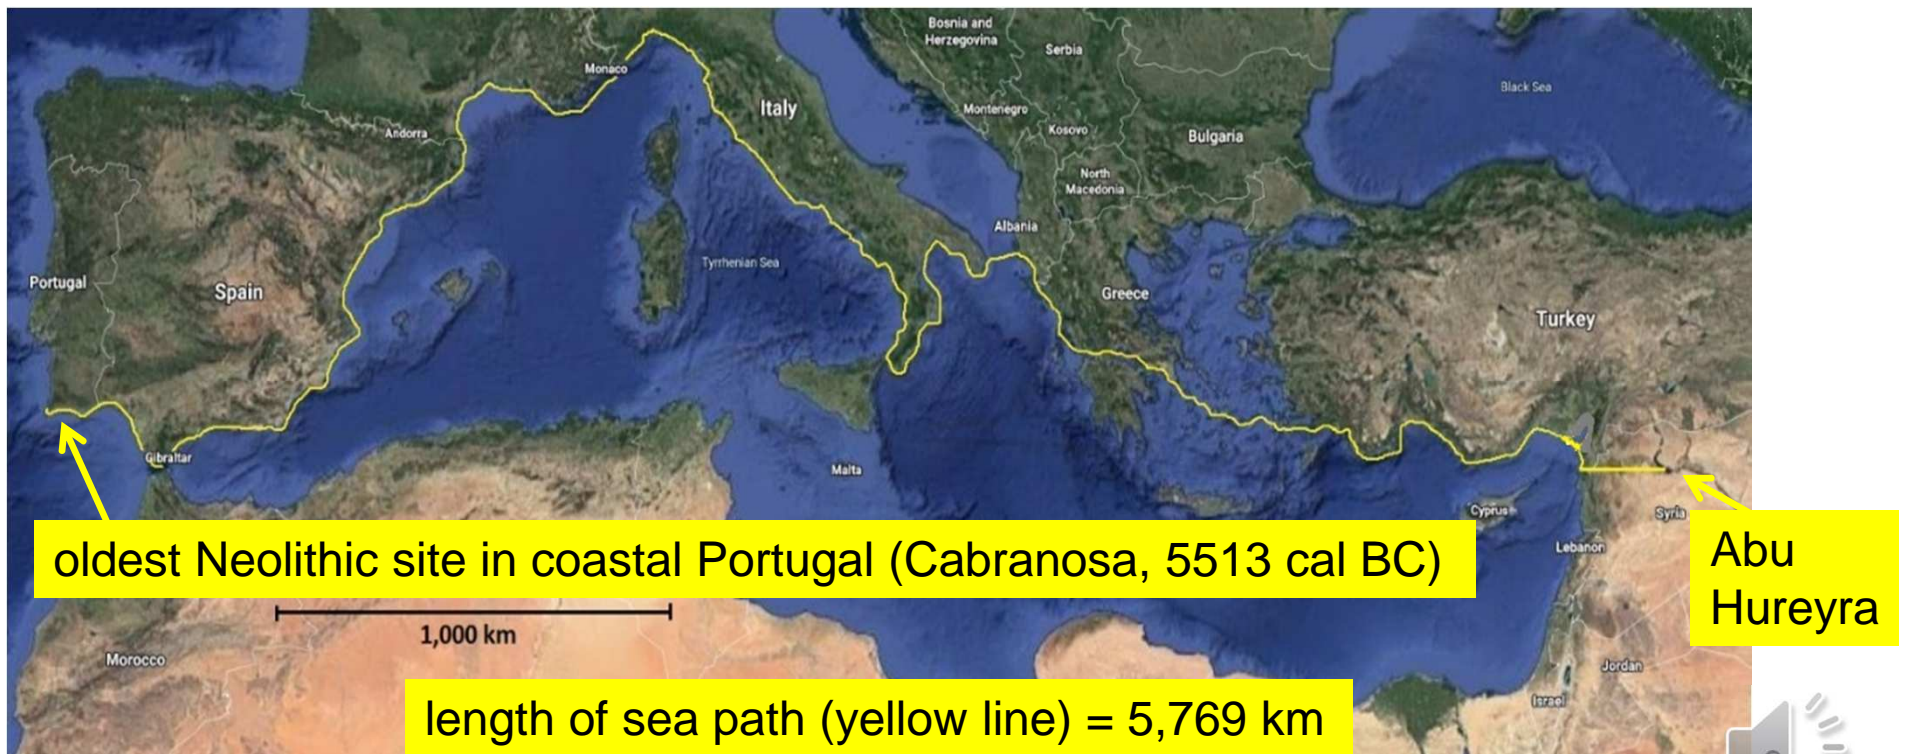 Bosnia and
Herzegovina
Serbia
Monaco
Black Sea
Italy
Montenegro
Andorra
Kosovo
Bulgaria
North
Macedonia
Albania
Tyrrhenian Sea
Portugal
Spain
Greece
Turkey
Gibraltar
Malta
Cyprus
Syria
Lebanon
oldest Neolithic site in coastal Portugal (Cabranosa, 5513 cal BC)
Abu
Hureyra
1,000 km
Morocco
Jordan
Israel
length of sea path (yellow line) = 5,769 km